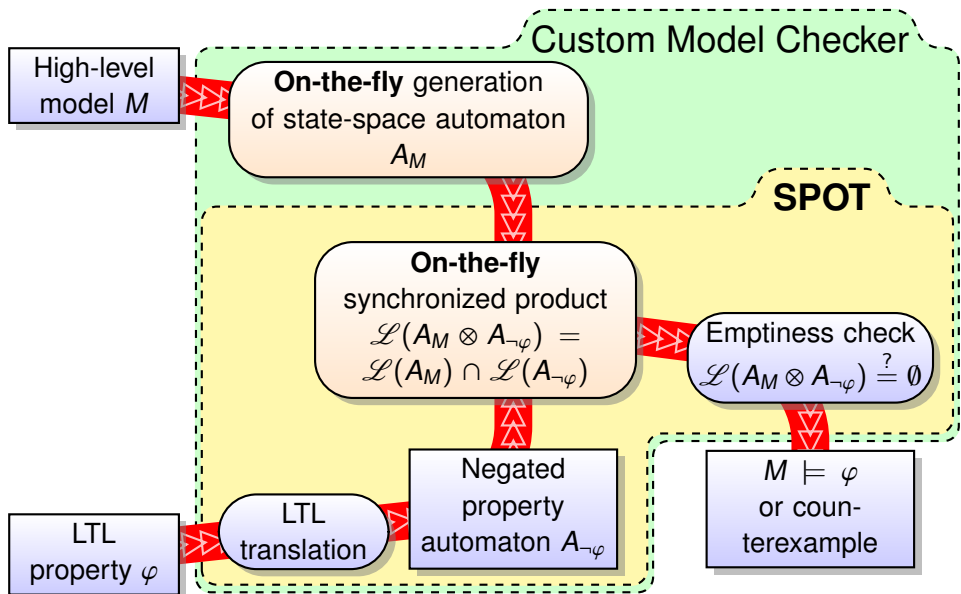 Custom Model Checker
High-level
model M
On-the-fly generation
of state-space automaton
A_M
SPOT
On-the-fly
synchronized product
ℒ(A_M ⊗ A_¬φ) =
ℒ(A_M) ∩ ℒ(A_¬φ)
Emptiness check
ℒ(A_M ⊗ A_¬φ) ≟ ∅
Negated
property
automaton A_¬φ
M ⊨ φ
or coun-
terexample
LTL
translation
LTL
property φ